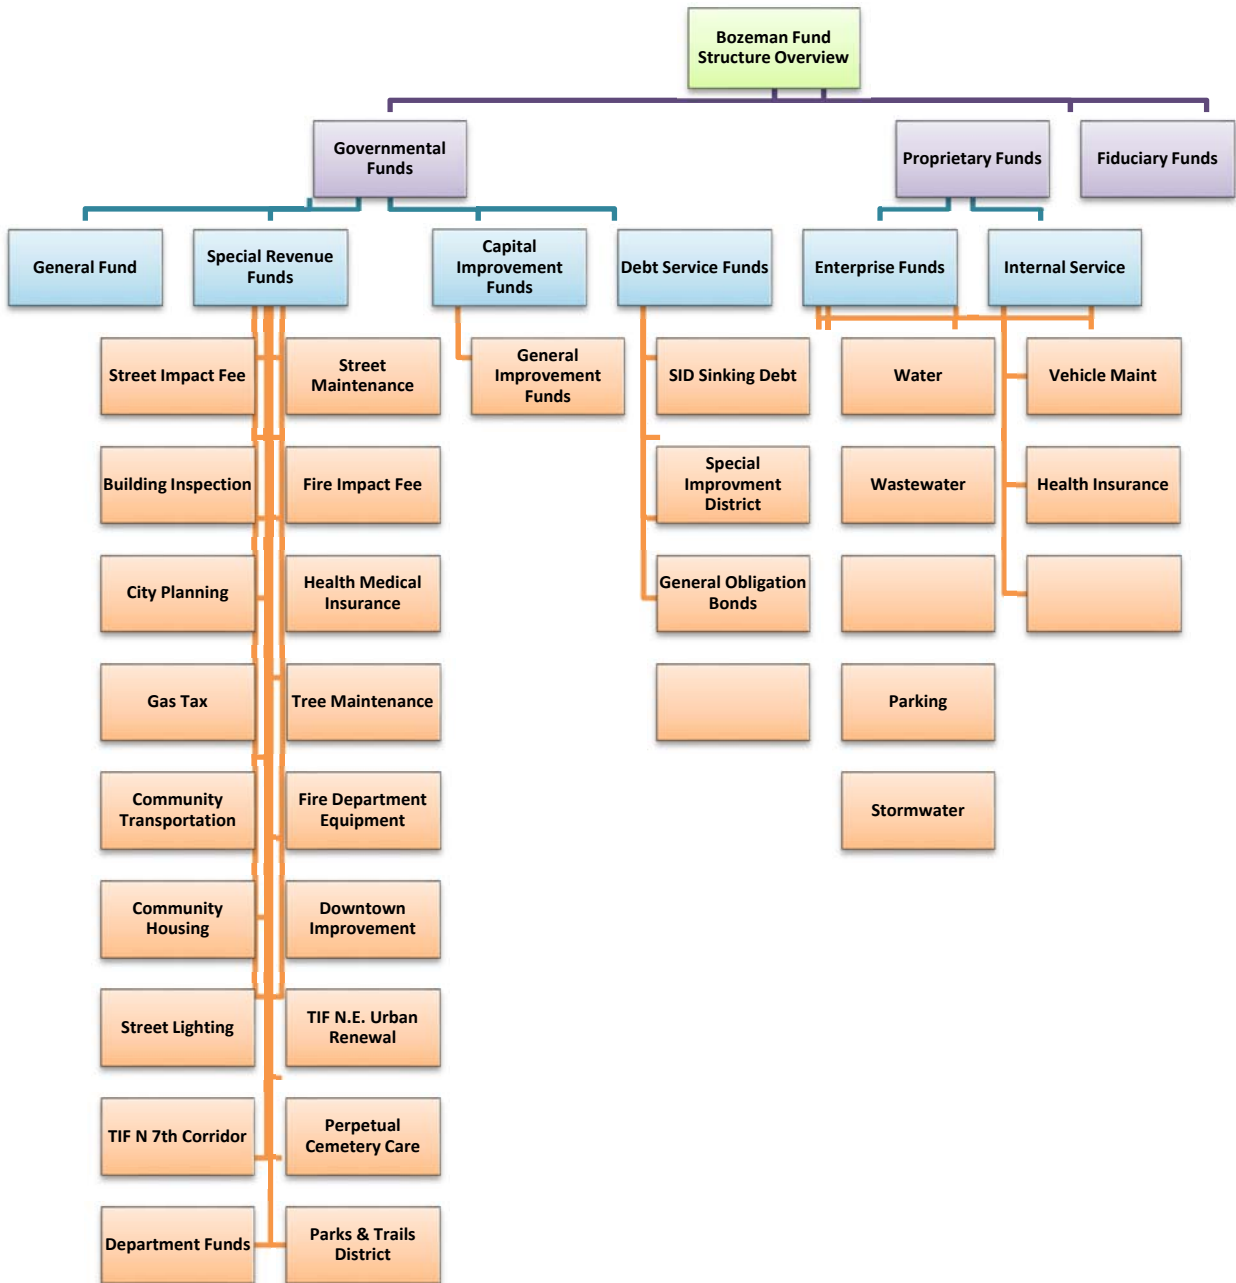 Bozeman Fund
Structure Overview
Governmental
Funds
Proprietary Funds
Fiduciary Funds
General Fund
Special Revenue
Funds
Capital
Improvement
Funds
Debt Service Funds
Enterprise Funds
Internal Service
Street Impact Fee
Street
Maintenance
General
Improvement
Funds
SID Sinking Debt
Water
Vehicle Maint
Building Inspection
Fire Impact Fee
Special
Improvment
District
Wastewater
Health Insurance
City Planning
Health Medical
Insurance
General Obligation
Bonds
Gas Tax
Tree Maintenance
Parking
Community
Transportation
Fire Department
Equipment
Stormwater
Community
Housing
Downtown
Improvement
Street Lighting
TIF N.E. Urban
Renewal
TIF N 7th Corridor
Perpetual
Cemetery Care
Department Funds
Parks & Trails
District